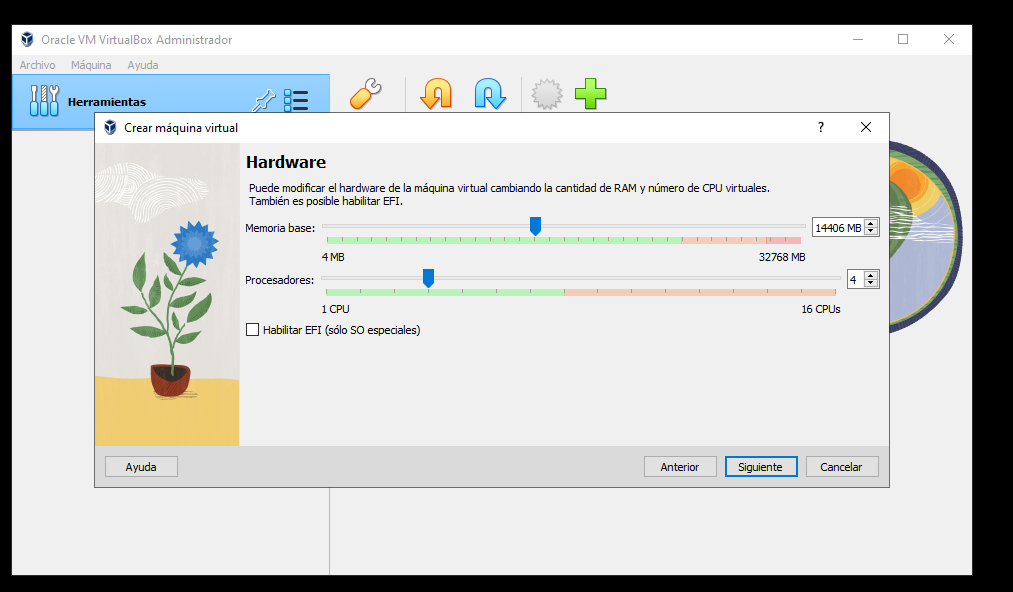 Oracle VM VirtualBox Administrador
Archivo Máquina Ayuda
Herramientas
Crear máquina virtual
?
Hardware
Puede modificar el hardware de la máquina virtual cambiando la cantidad de RAM y número de CPU virtuales.
También es posible habilitar EFI.
Memoria base: 14406 MB
4 MB 32768 MB
Procesadores: 4
1 CPU 16 CPUs
Habilitar EFI (sólo SO especiales)
Ayuda Anterior Siguiente Cancelar